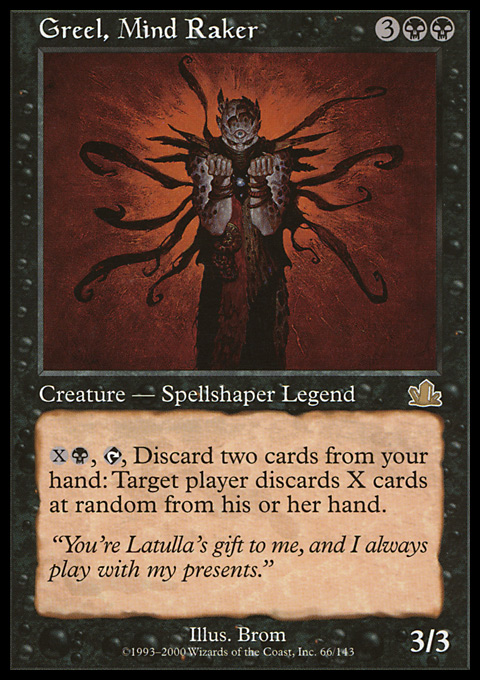 Greel, Mind Raker 3
Creature — Spellshaper Legend
X, Discard two cards from your
hand: Target player discards X cards
at random from his or her hand.
“You’re Latulla’s gift to me, and I always
play with my presents.”
Illus. Brom
©1993–2000 Wizards of the Coast, Inc. 66/143
3/3